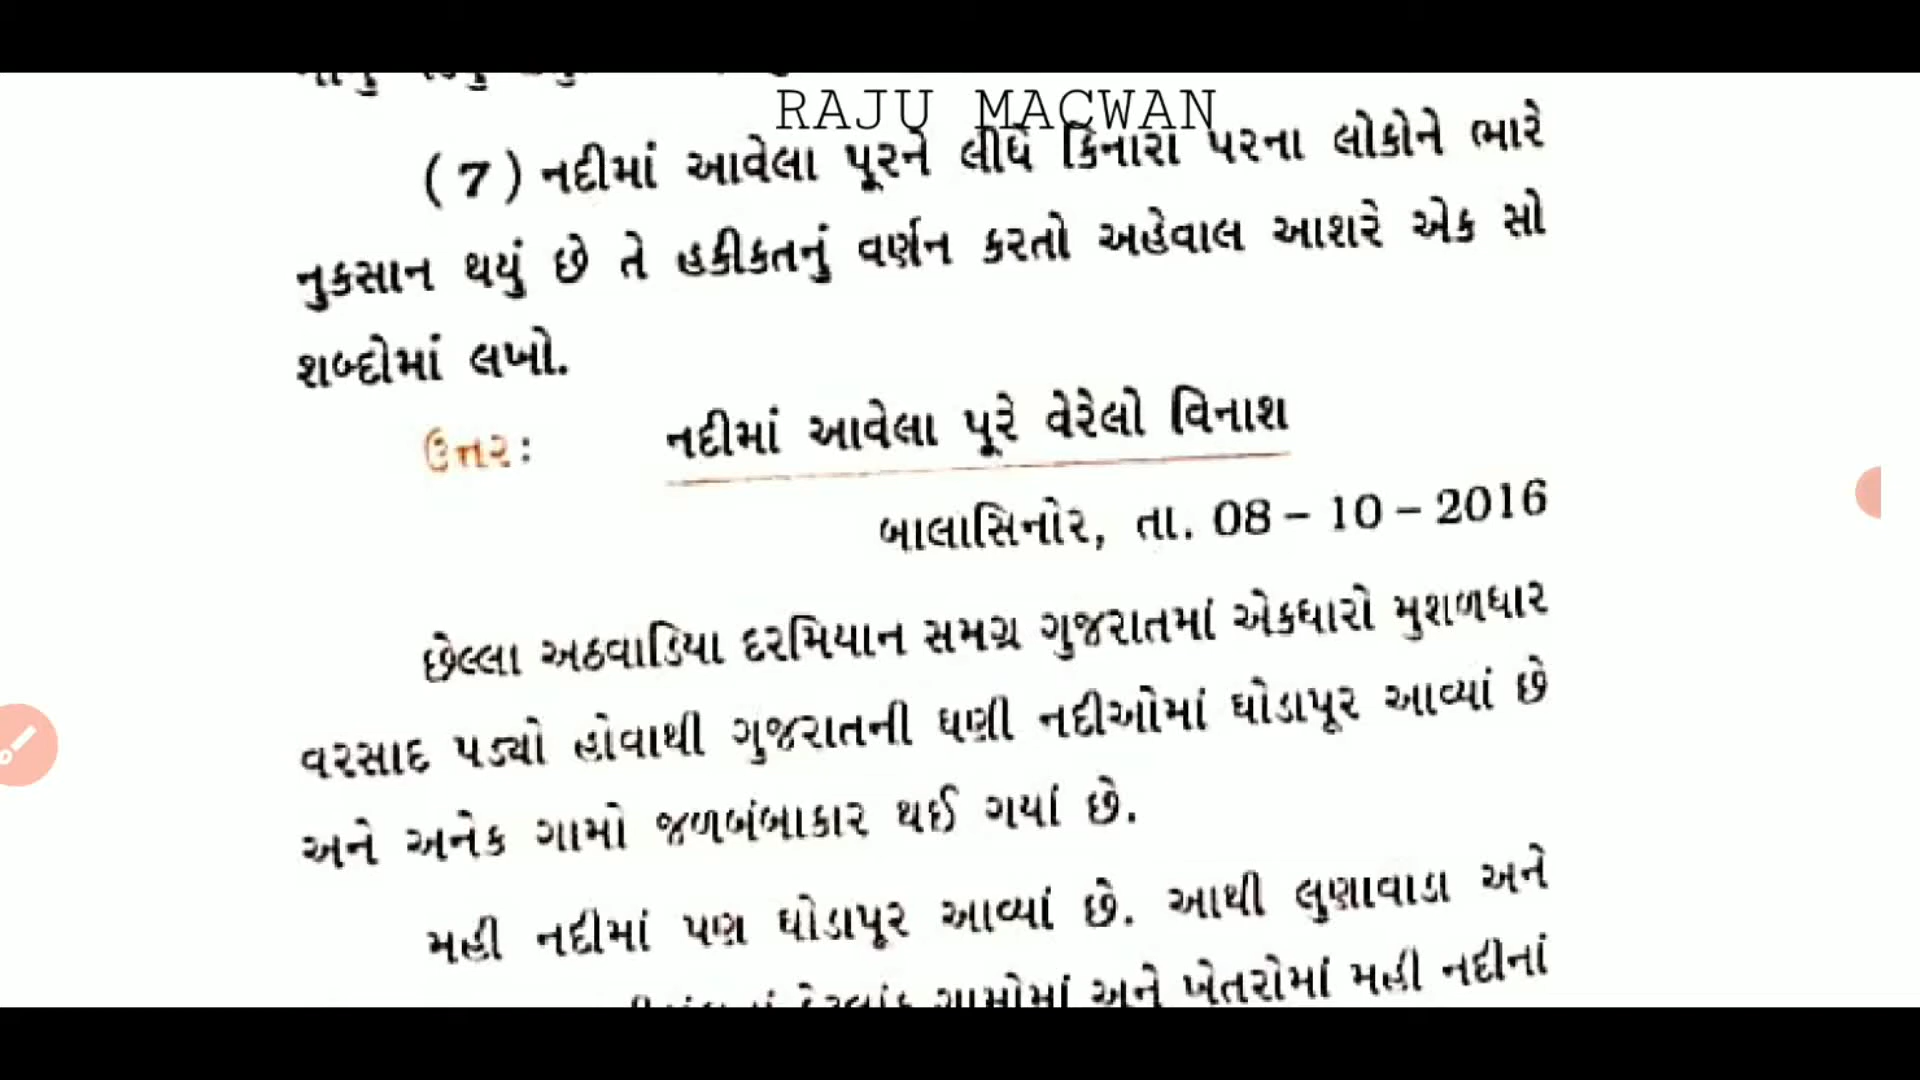 RAJU MACWAN
(7) નદીમાં આવેલા પૂરને લીધે કિનારા પરના લોકોને ભારે
નુકસાન થયું છે તે હકીકતનું વર્ણન કરતો અહેવાલ આશરે એક સો
શબ્દોમાં લખો.
ઉત્તર: નદીમાં આવેલા પૂરે વેરેલો વિનાશ
બાલાસિનોર, તા. 08 - 10 - 2016
છેલ્લા અઠવાડિયા દરમિયાન સમગ્ર ગુજરાતમાં એકધારો મુશળધાર
વરસાદ પડ્યો હોવાથી ગુજરાતની ઘણી નદીઓમાં ઘોડાપૂર આવ્યાં છે
અને અનેક ગામો જળબંબાકાર થઈ ગયાં છે.
મહી નદીમાં પણ ઘોડાપૂર આવ્યાં છે. આથી લુણાવાડા અને
ગામોમાં અને ખેતરોમાં મહી નદીનાં